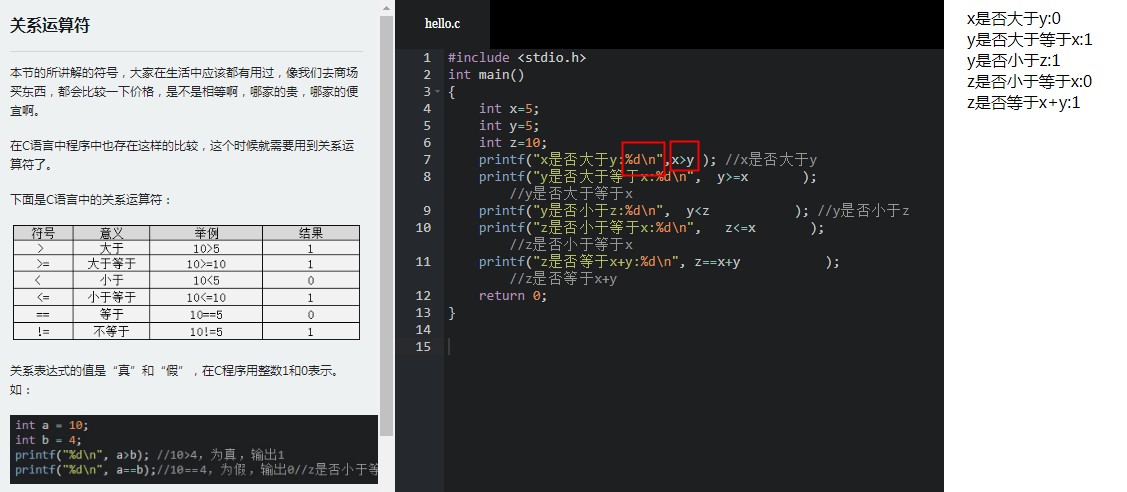 关系运算符
本节的所讲解的符号，大家在生活中应该都有用过，像我们去商场
买东西，都会比较一下价格，是不是相等啊，哪家的贵，哪家的便
宜啊。
在C语言中程序中也存在这样的比较，这个时候就需要用到关系运
算符了。
下面是C语言中的关系运算符：
符号 意义 举例 结果
> 大于 10>5 1
>= 大于等于 10>=10 1
< 小于 10<5 0
<= 小于等于 10<=10 1
== 等于 10==5 0
!= 不等于 10!=5 1
关系表达式的值是“真”和“假”，在C程序用整数1和0表示。
如：
int a = 10;
int b = 4;
printf("%d\n", a>b); //10>4，为真，输出1
printf("%d\n", a==b);//10==4，为假，输出0//z是否小于等
hello.c
1 #include <stdio.h>
2 int main()
3 {
4 int x=5;
5 int y=5;
6 int z=10;
7 printf("x是否大于y:%d\n",x>y ); //x是否大于y
8 printf("y是否大于等于x:%d\n", y>=x );
//y是否大于等于x
9 printf("y是否小于z:%d\n", y<z ); //y是否小于z
10 printf("z是否小于等于x:%d\n", z<=x );
//z是否小于等于x
11 printf("z是否等于x+y:%d\n", z==x+y );
//z是否等于x+y
12 return 0;
13 }
14
15
x是否大于y:0
y是否大于等于x:1
y是否小于z:1
z是否小于等于x:0
z是否等于x+y:1